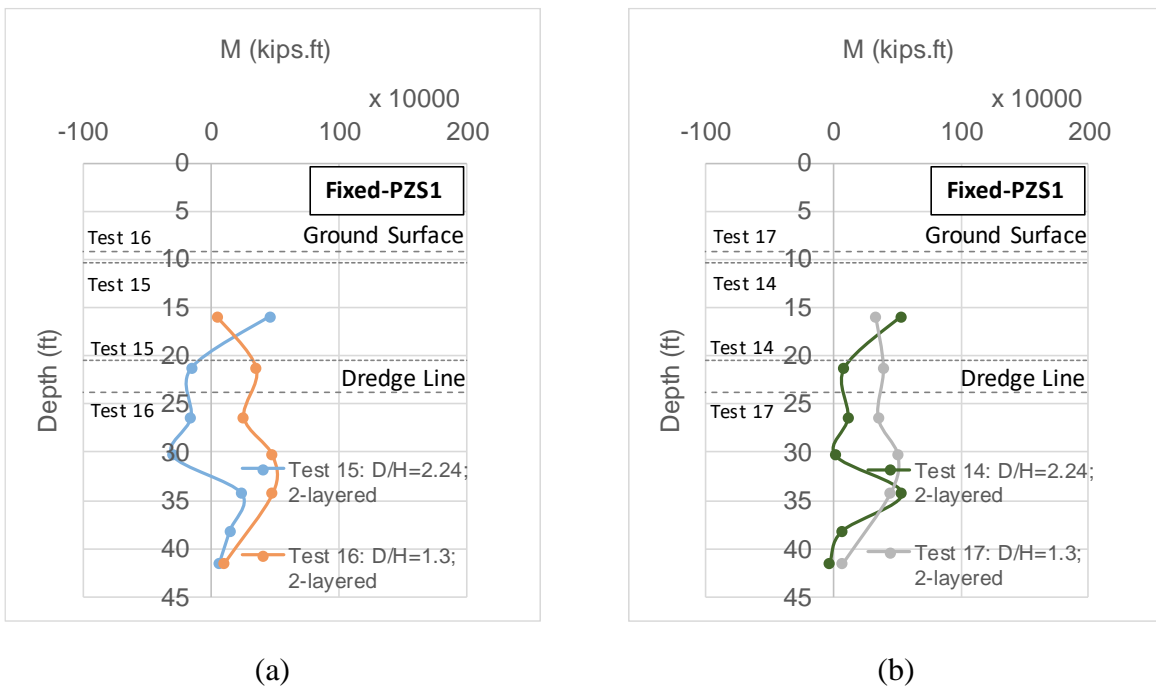 M (kips.ft)
x 10000
-100 0 100 200
0
Fixed-PZS1
5
Test 16 Ground Surface
10
Test 15
15
Test 15 20
Dredge Line
Test 16 25
30
Test 15: D/H=2.24;
2-layered
35
40
Test 16: D/H=1.3;
2-layered
45
Depth (ft)
(a)
M (kips.ft)
x 10000
-100 0 100 200
0
Fixed-PZS1
5
Test 17 Ground Surface
10
Test 14
15
Test 14 20
Dredge Line
Test 17 25
30
Test 14: D/H=2.24;
2-layered
35
40
Test 17: D/H=1.3;
2-layered
45
Depth (ft)
(b)